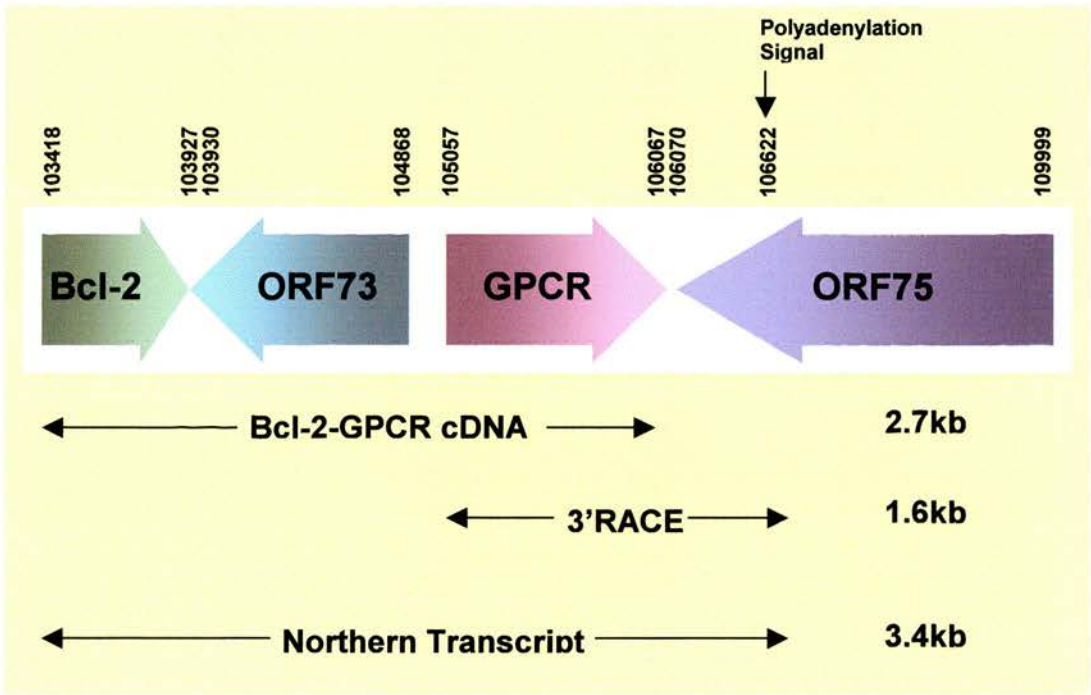 Polyadenylation
Signal
103418
103927
103930
104868
105057
106067
106070
106622
109999
Bcl-2
ORF73
GPCR
ORF75
Bcl-2-GPCR cDNA
2.7kb
3'RACE
1.6kb
Northern Transcript
3.4kb